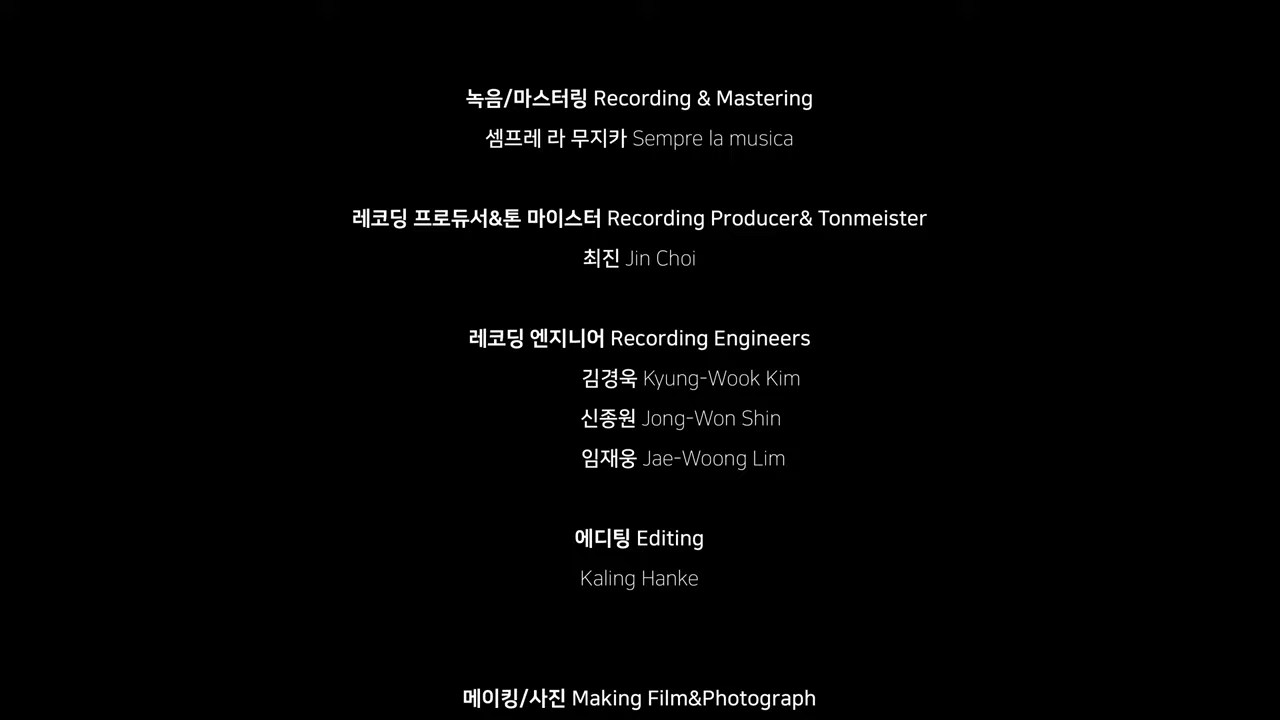 녹음/마스터링 Recording & Mastering
셈프레 라 무지카 Sempre la musica
레코딩 프로듀서&톤 마이스터 Recording Producer& Tonmeister
최진 Jin Choi
레코딩 엔지니어 Recording Engineers
김경욱 Kyung-Wook Kim
신종원 Jong-Won Shin
임재웅 Jae-Woong Lim
에디팅 Editing
Kaling Hanke
메이킹/사진 Making Film&Photograph